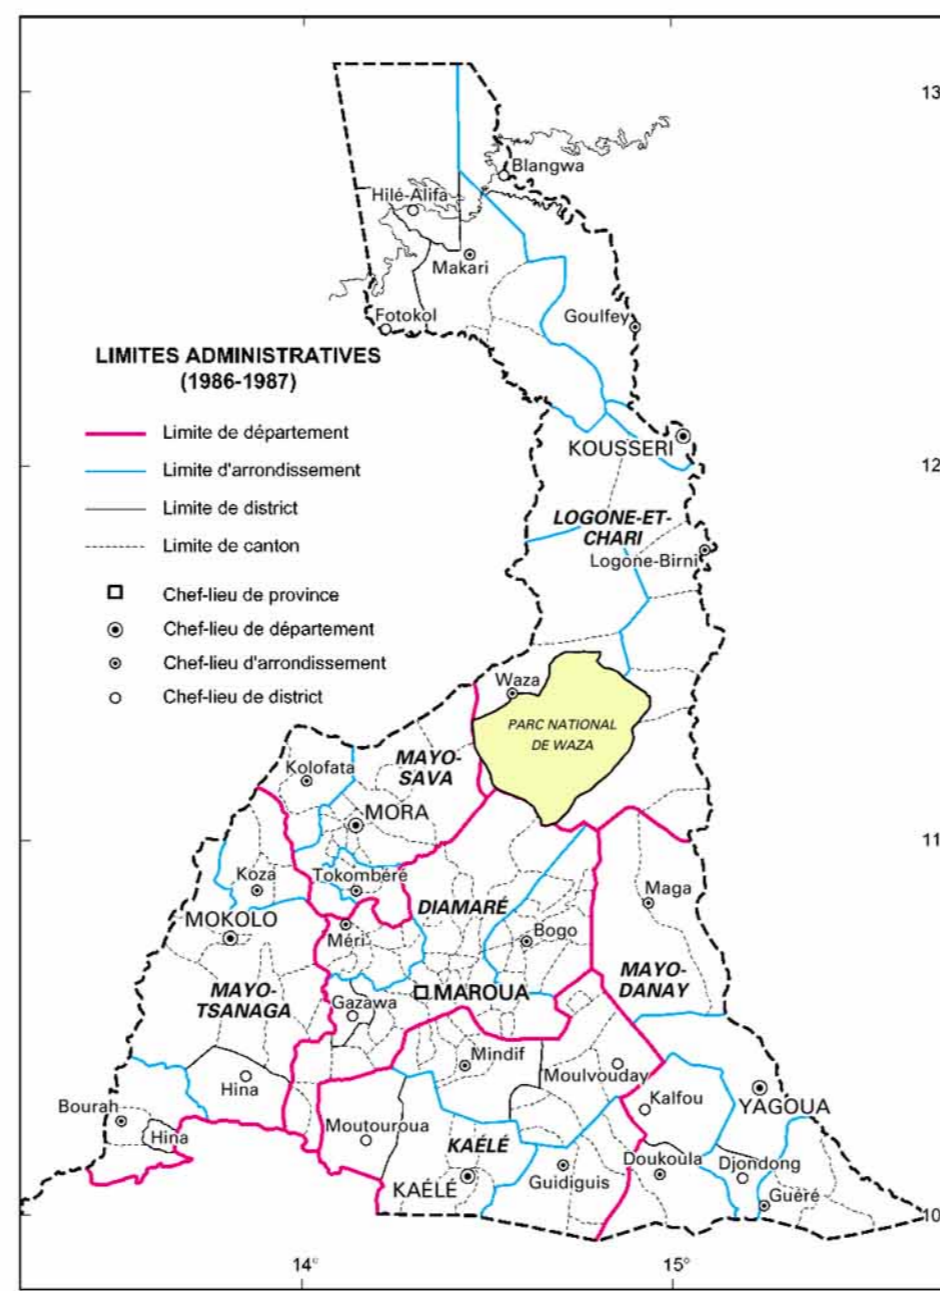 13
Blangwa
Hilé-Alifa
Makari
Fotokol
Goulfey
LIMITES ADMINISTRATIVES
(1986-1987)
Limite de département
Limite d'arrondissement
Limite de district
Limite de canton
Chef-lieu de province
Chef-lieu de département
Chef-lieu d'arrondissement
Chef-lieu de district
KOUSSERI
12
LOGONE-ET-
CHARI
Logone-Birni
Waza
PARC NATIONAL
DE WAZA
MAYO-
SAVA
Kolofata
MORA
11
Koza
Tokombéré
Maga
MOKOLO
DIAMARÉ
Méri
Bogo
MAYO-
TSANAGA
MAYO-
DANAY
Gazawa
MAROUA
Mindif
Moulvouday
Hina
Kalfou
YAGOUA
Bourah
Hina
Moutouroua
KAÉLÉ
Doukoula
Djondong
KAÉLÉ
Guidiguis
Guéré
10
14°
15°